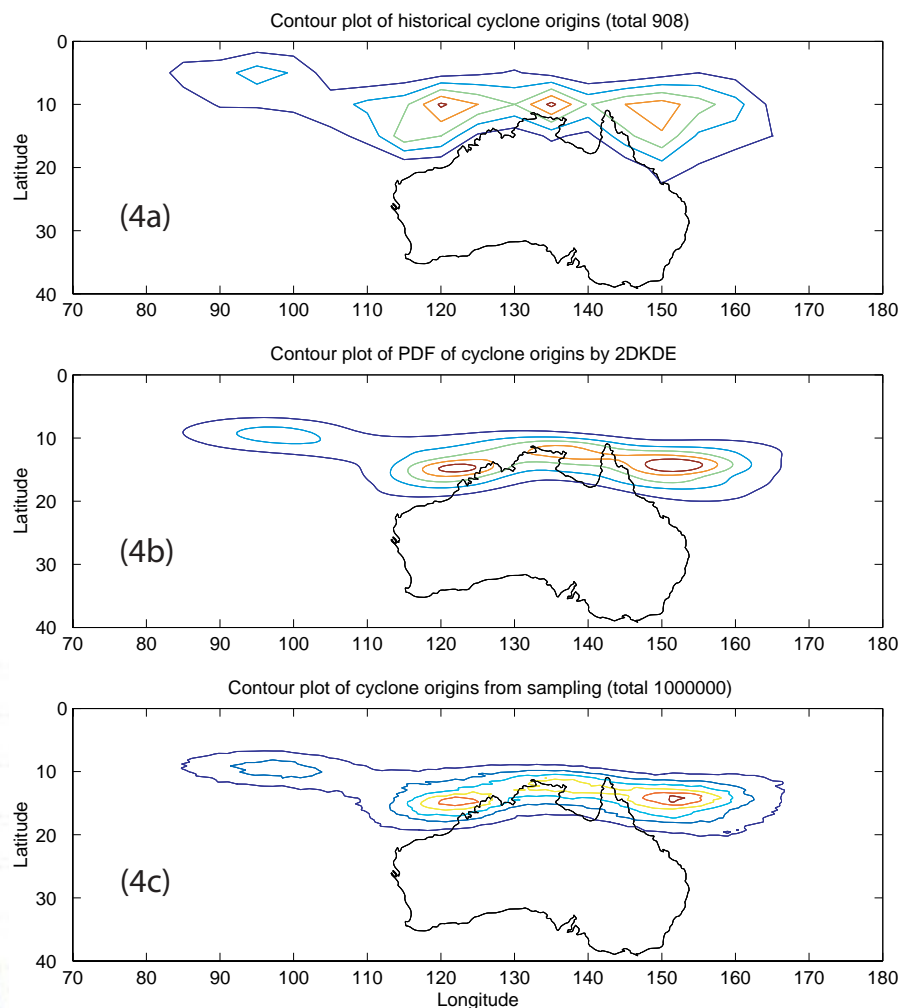 Contour plot of historical cyclone origins (total 908)
0
10
20
30
40
Latitude
(4a)
70 80 90 100 110 120 130 140 150 160 170 180
Contour plot of PDF of cyclone origins by 2DKDE
0
10
20
30
40
Latitude
(4b)
70 80 90 100 110 120 130 140 150 160 170 180
Contour plot of cyclone origins from sampling (total 1000000)
0
10
20
30
40
Latitude
(4c)
70 80 90 100 110 120 130 140 150 160 170 180
Longitude